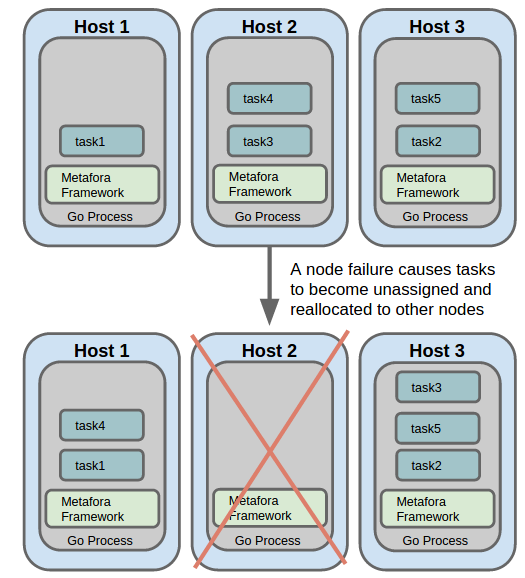 Host 1
Host 2
Host 3
task4
task5
task1
task3
task2
Metafora
Framework
Metafora
Framework
Metafora
Framework
Go Process
Go Process
Go Process
A node failure causes tasks
to become unassigned and
reallocated to other nodes
Host 1
Host 2
Host 3
task3
task4
task5
task1
task2
Metafora
Framework
Metafora
Framework
Metafora
Framework
Go Process
Go Process
Go Process